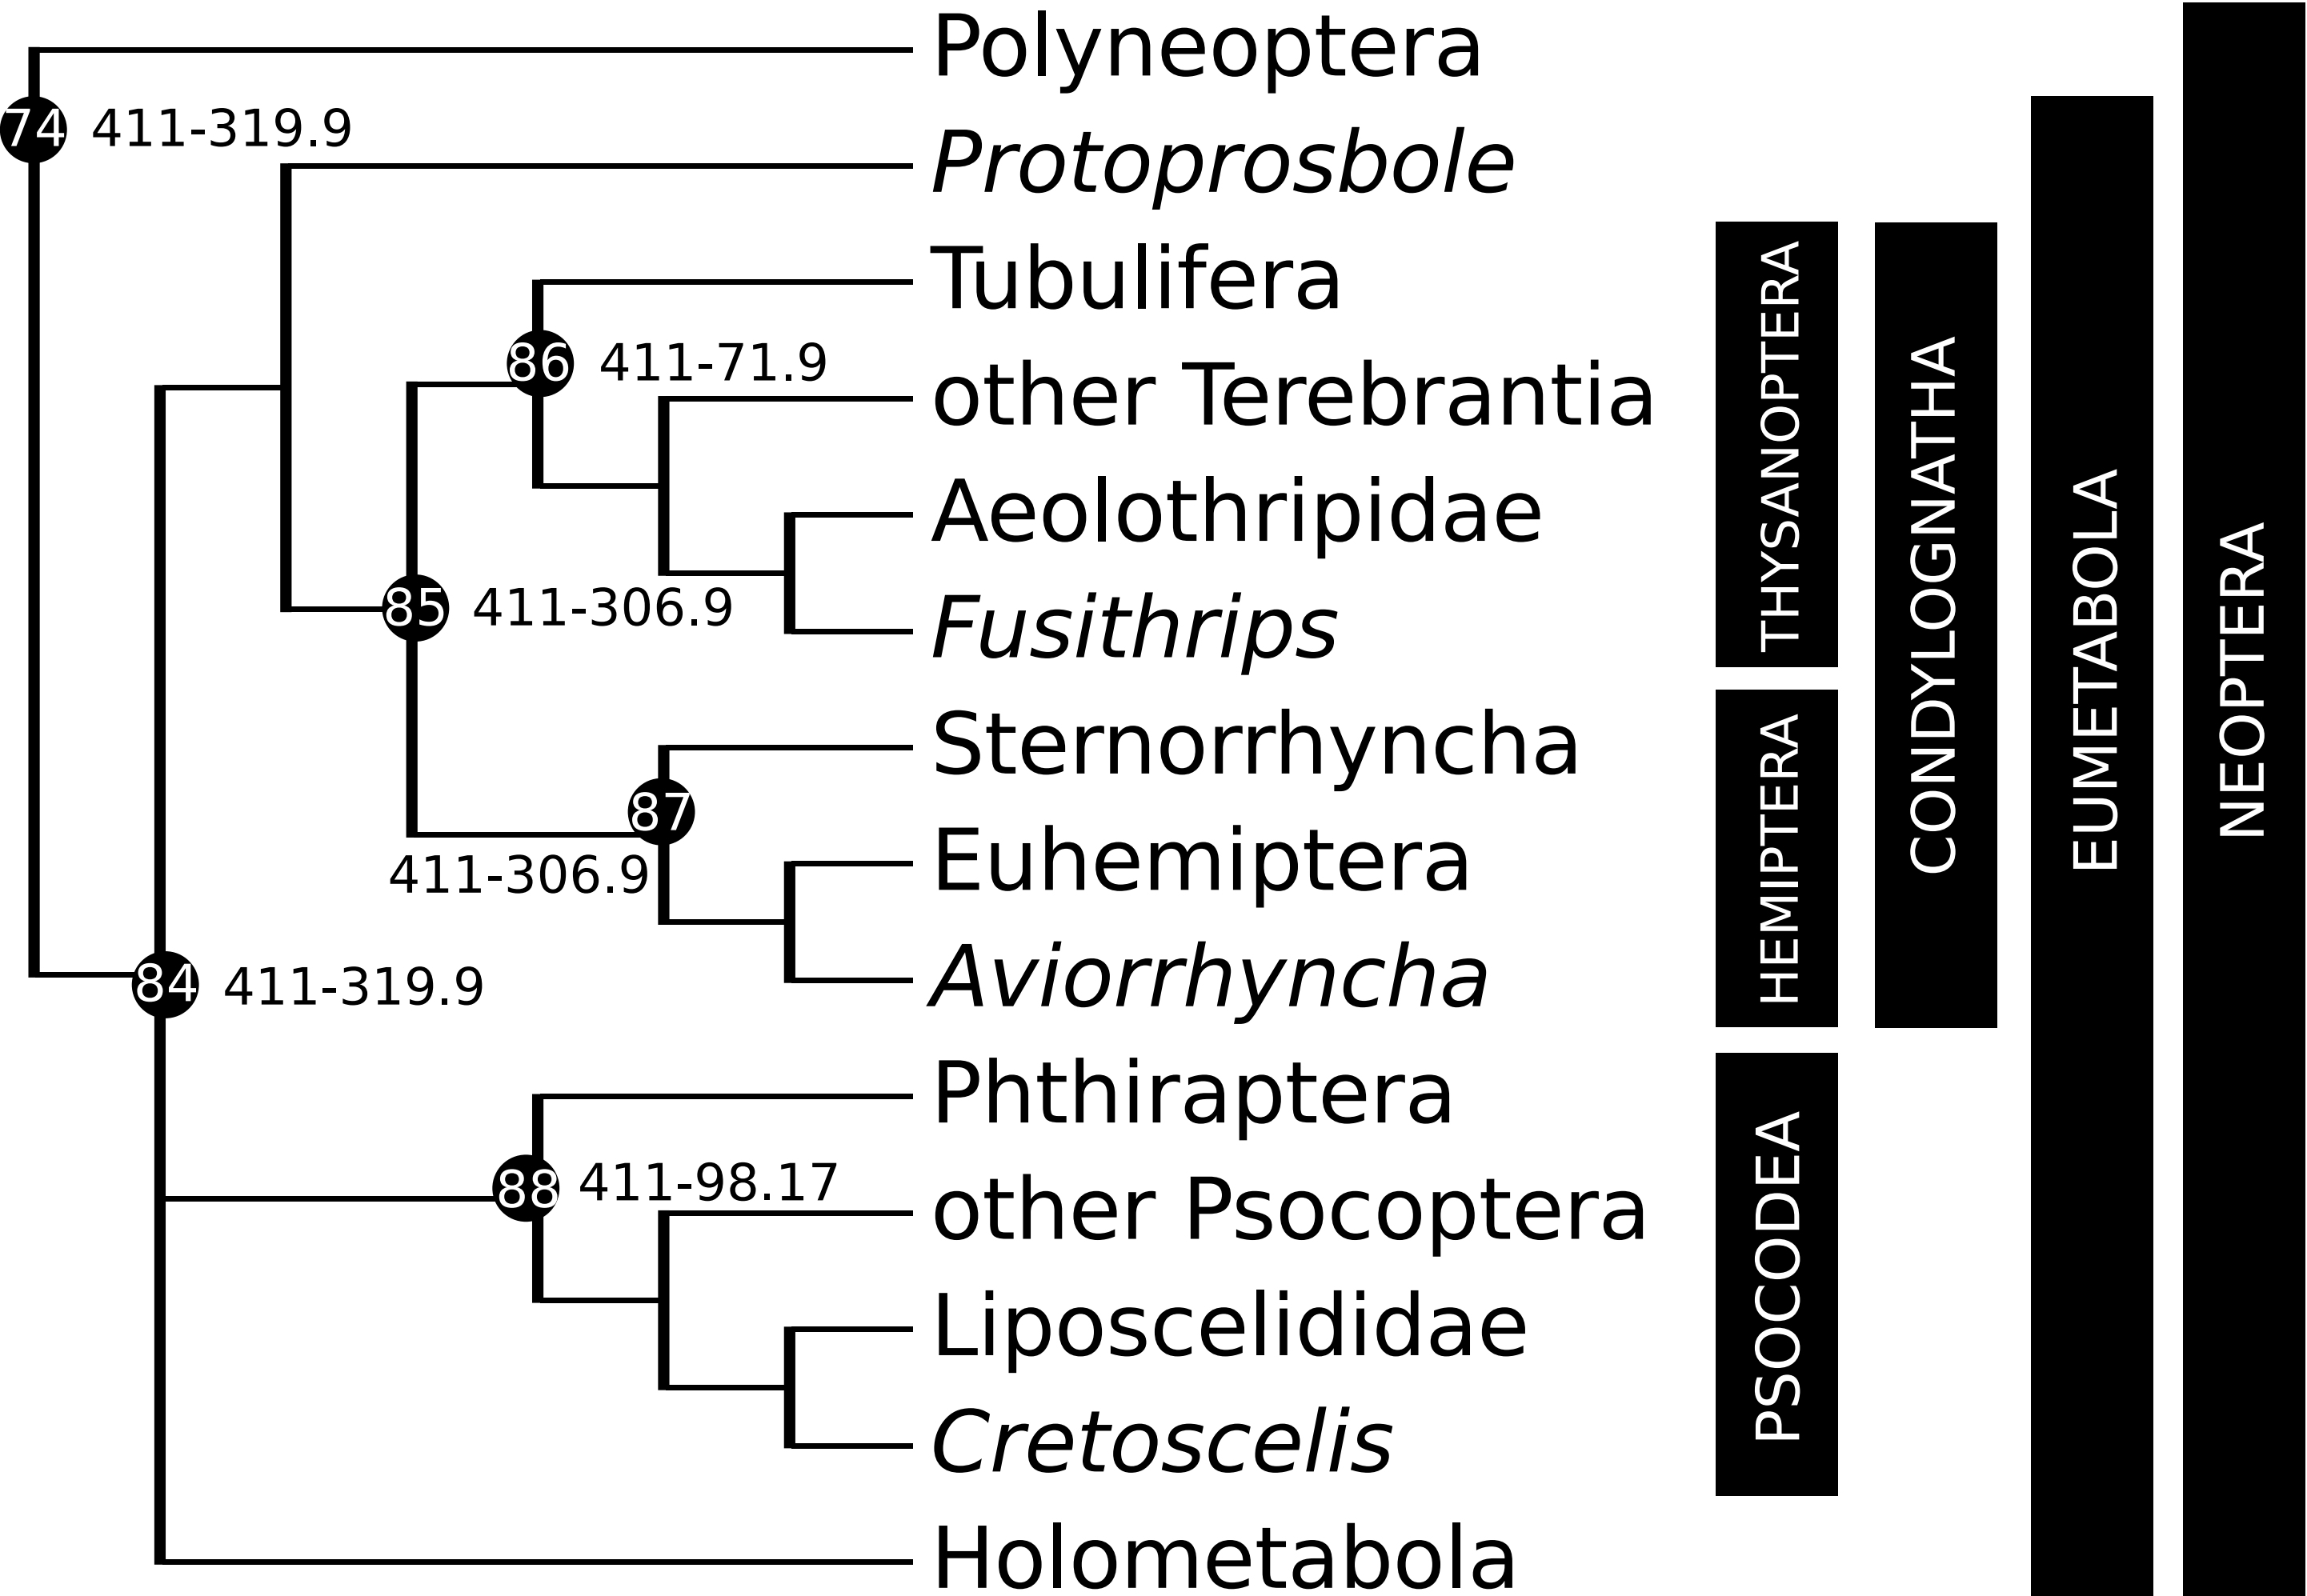 Polyneoptera
74 411-319.9
Protoprosbole
Tubulifera
86 411-71.9
other Terebrantia
Aeolothripidae
85 411-306.9
Fusithrips
Sternorrhyncha
87
Euhemiptera
411-306.9
Aviorrhyncha
84 411-319.9
Phthiraptera
88 411-98.17
other Psocoptera
Liposcelididae
Cretoscelis
Holometabola
THYSANOPTERA
HEMIPTERA
PSOCODEA
CONDYLOGNATHA
EUMETABOLA
NEOPTERA